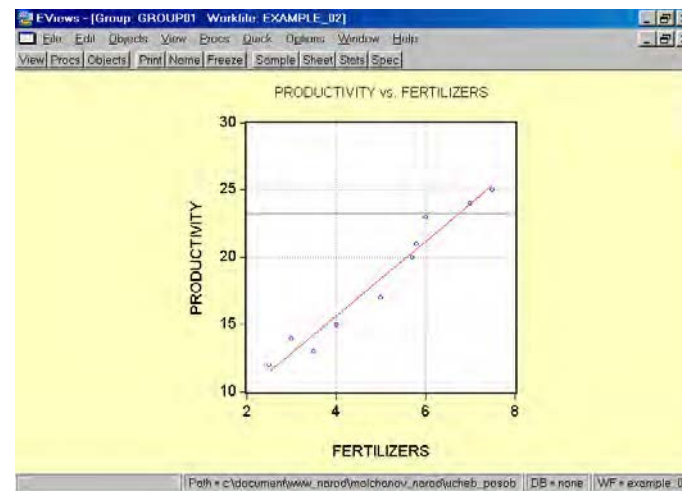 EViews - [Group: GROUP01 Workfile: EXAMPLE_02]
File Edit Objects View Procs Quick Options Window Help
View Procs Objects Print Name Freeze Sample Sheet Stats Spec
PRODUCTIVITY vs. FERTILIZERS
30
25
20
15
10
PRODUCTIVITY
2 4 6 8
FERTILIZERS
Path = c:\document\www_narod\molchanov_narod\ucheb_posob DB = none WF = example_0